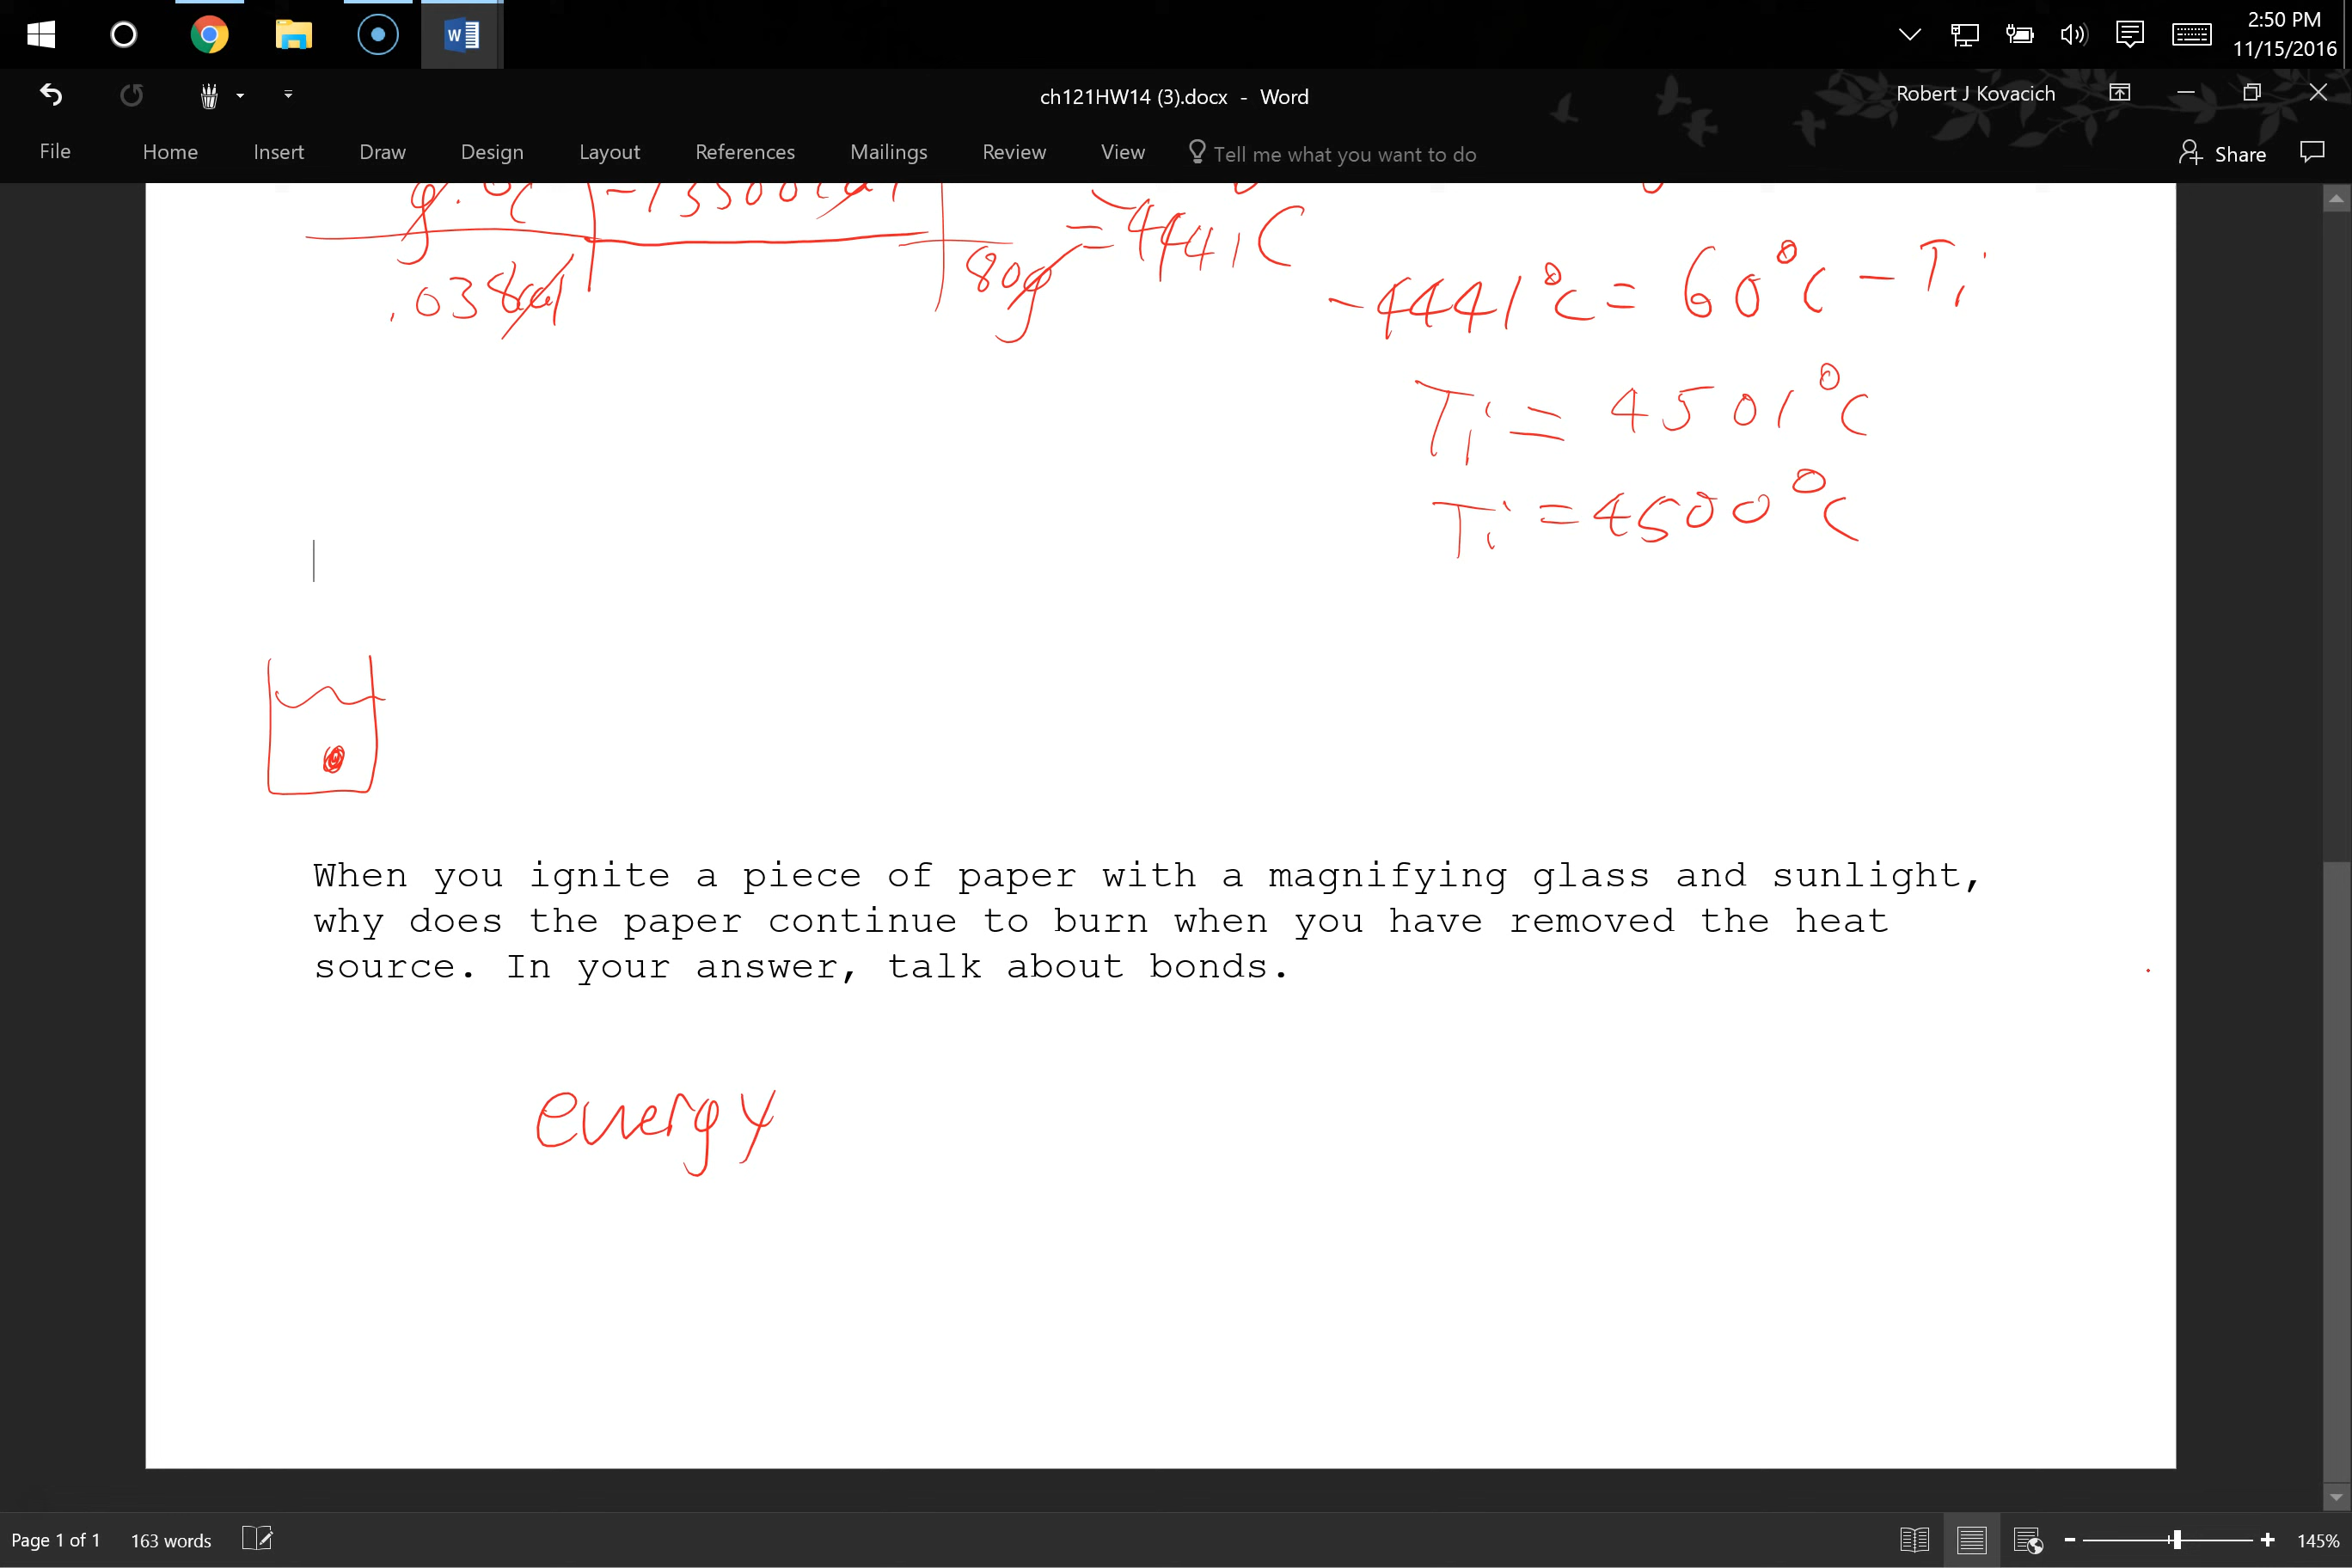 2:50 PM
11/15/2016
ch121HW14 (3).docx - Word
Robert J Kovacich
File Home Insert Draw Design Layout References Mailings Review View Tell me what you want to do Share
g·°C -13500cal
.038cal 80g = -4441C
-4441°C = 60°C - Ti
Ti = 4501°C
Ti = 4500°C
When you ignite a piece of paper with a magnifying glass and sunlight,
why does the paper continue to burn when you have removed the heat
source. In your answer, talk about bonds.
energy
Page 1 of 1 163 words 145%